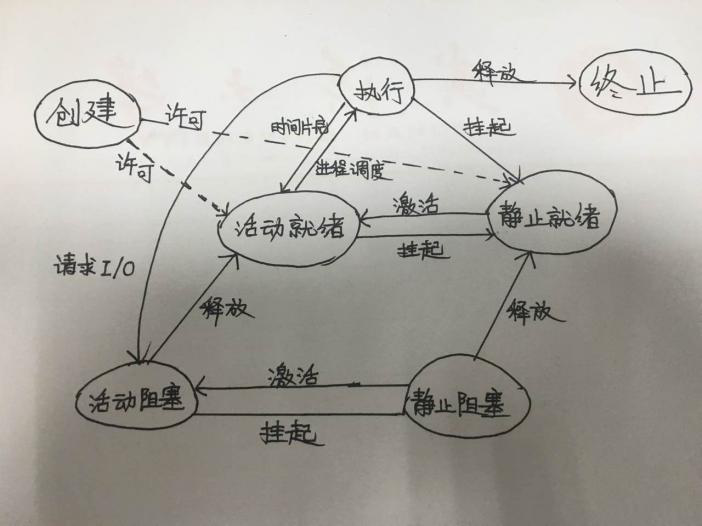 释放
终止
执行
创建
许可
时间片
挂起
许可
进程调度
激活
静止就绪
活动就绪
挂起
请求I/O
释放
释放
激活
活动阻塞
静止阻塞
挂起